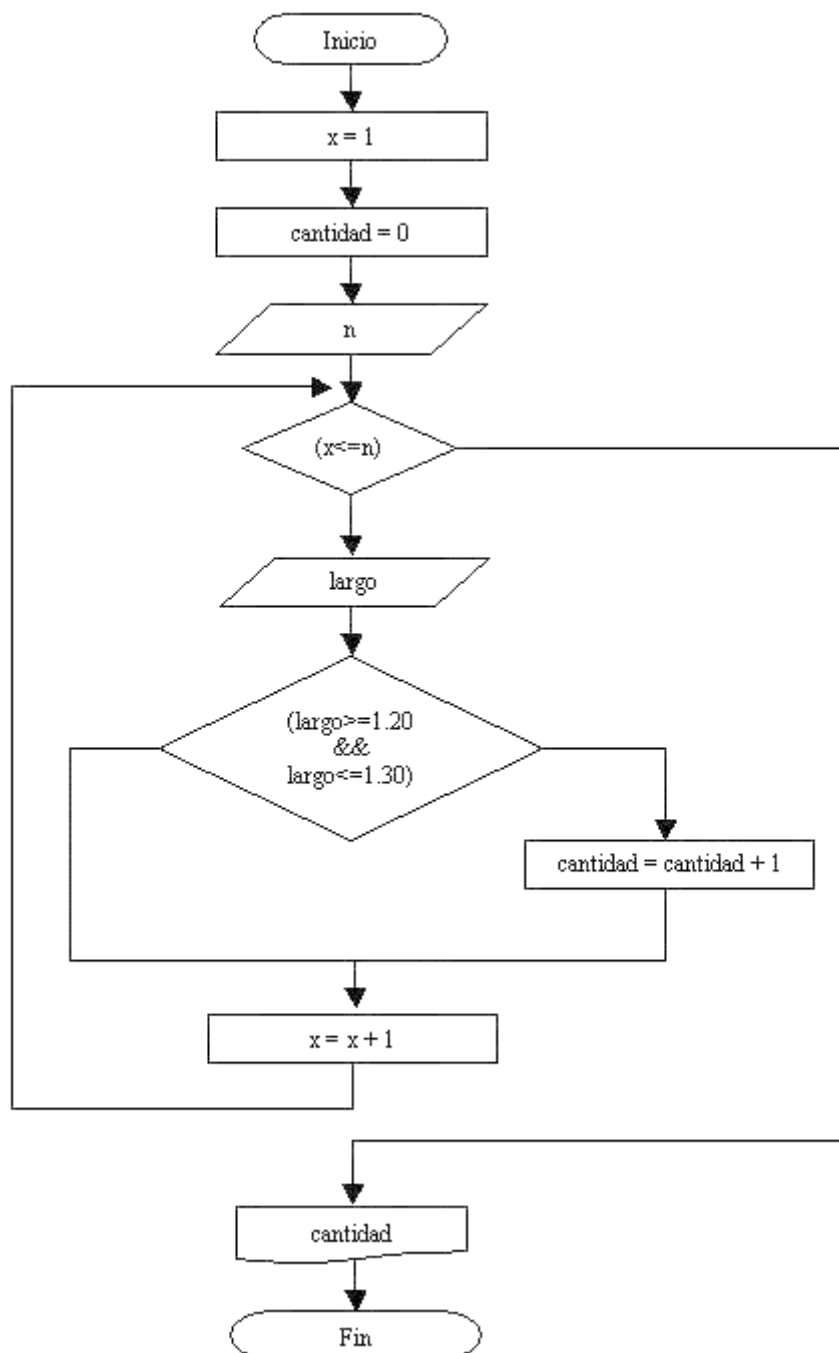 Inicio
x = 1
cantidad = 0
n
(x<=n)
largo
(largo>=1.20
&&
largo<=1.30)
cantidad = cantidad + 1
x = x + 1
cantidad
Fin